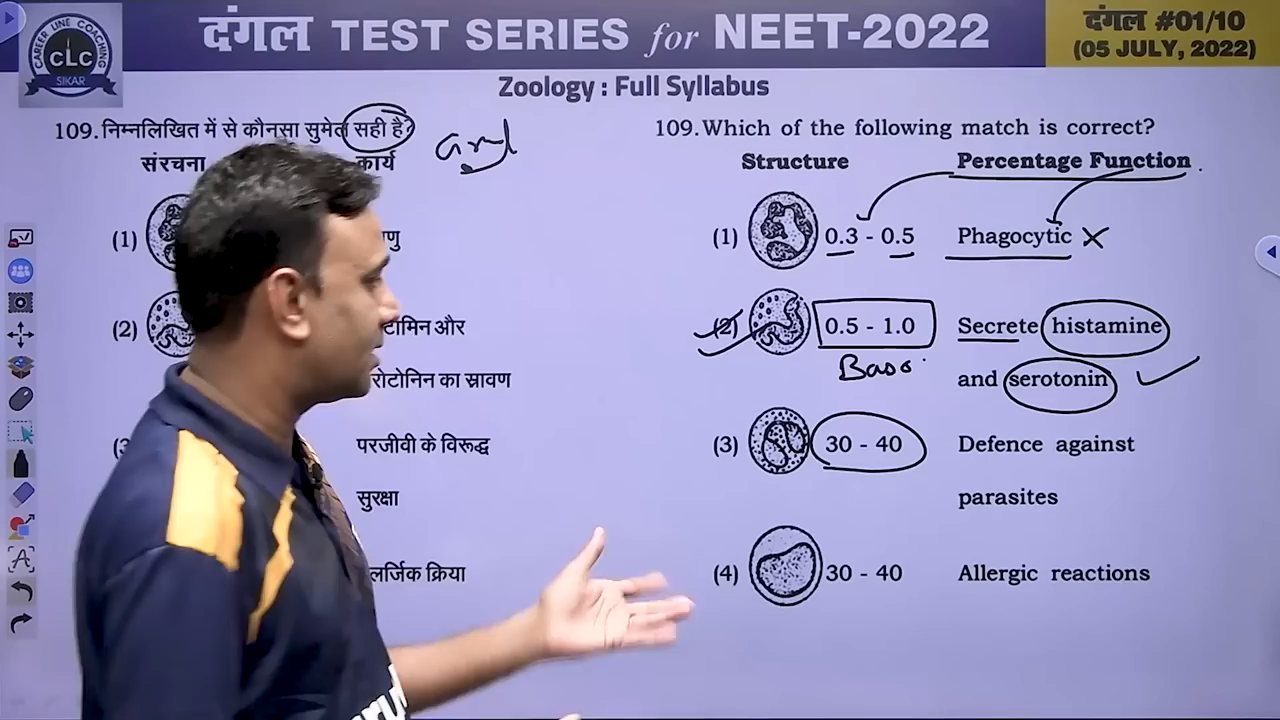 दंगल TEST SERIES for NEET-2022
दंगल #01/10
(05 JULY, 2022)
CAREER LINE COACHING
CLC
SIKAR
Zoology : Full Syllabus
109. निम्नलिखित में से कौनसा सुमेल सही है?
संरचना कार्य
(1)
(2) और
का स्रावण
परजीवी के विरूद्ध
सुरक्षा
क्रिया
109. Which of the following match is correct?
Structure Percentage Function
(1) 0.3 - 0.5 Phagocytic
(2) 0.5 - 1.0 Secrete histamine
Baso
and serotonin
(3) 30 - 40 Defence against
parasites
(4) 30 - 40 Allergic reactions